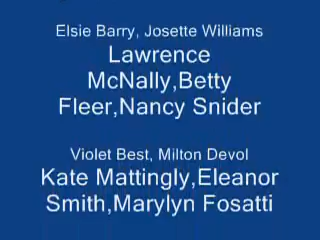 Elsie Barry, Josette Williams
Lawrence
McNally,Betty
Fleer,Nancy Snider
Violet Best, Milton Devol
Kate Mattingly,Eleanor
Smith,Marylyn Fosatti